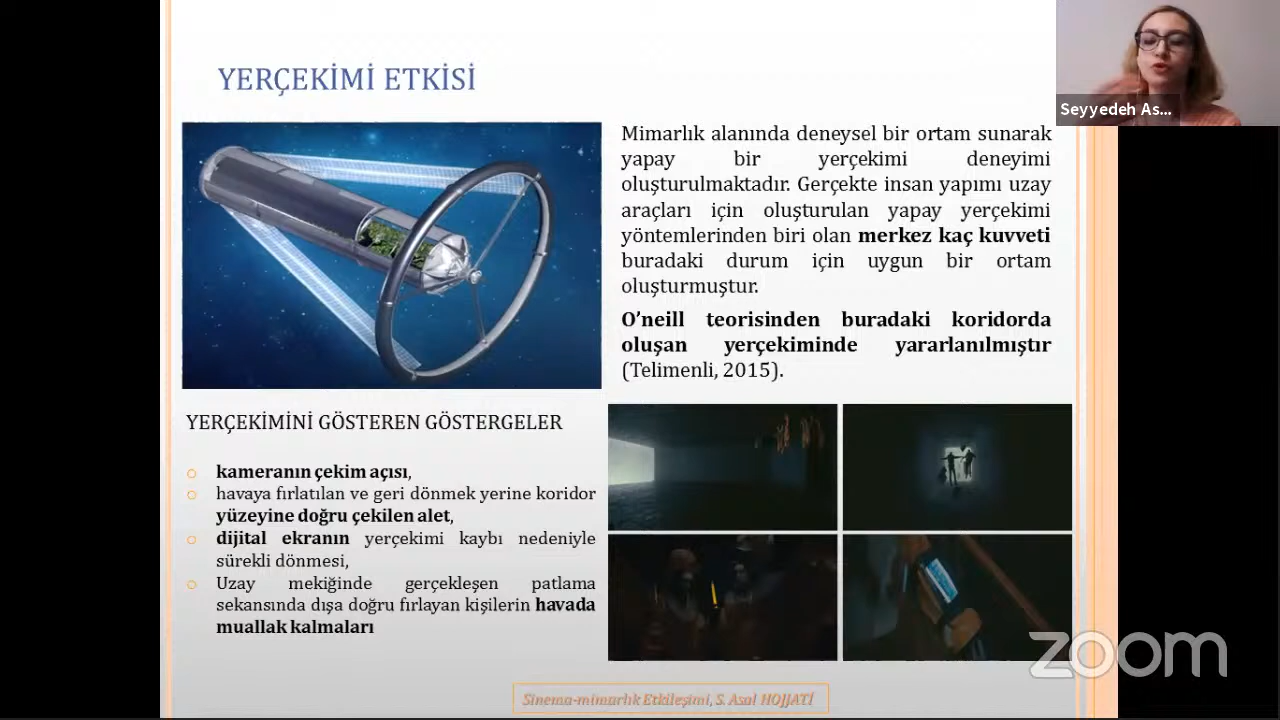 YERÇEKİMİ ETKİSİ
Seyyedeh As...
Mimarlık alanında deneysel bir ortam sunarak
yapay bir yerçekimi deneyimi
oluşturulmaktadır. Gerçekte insan yapımı uzay
araçları için oluşturulan yapay yerçekimi
yöntemlerinden biri olan merkez kaç kuvveti
buradaki durum için uygun bir ortam
oluşturmuştur.
O'neill teorisinden buradaki koridorda
oluşan yerçekiminde yararlanılmıştır
(Telimenli, 2015).
YERÇEKİMİNİ GÖSTEREN GÖSTERGELER
kameranın çekim açısı,
havaya fırlatılan ve geri dönmek yerine koridor
yüzeyine doğru çekilen alet,
dijital ekranın yerçekimi kaybı nedeniyle
sürekli dönmesi,
Uzay mekiğinde gerçekleşen patlama
sekansında dışa doğru fırlayan kişilerin havada
muallak kalmaları
zoom
Sinema-mimarlık Etkileşimi, S. Asal HOJJATİ